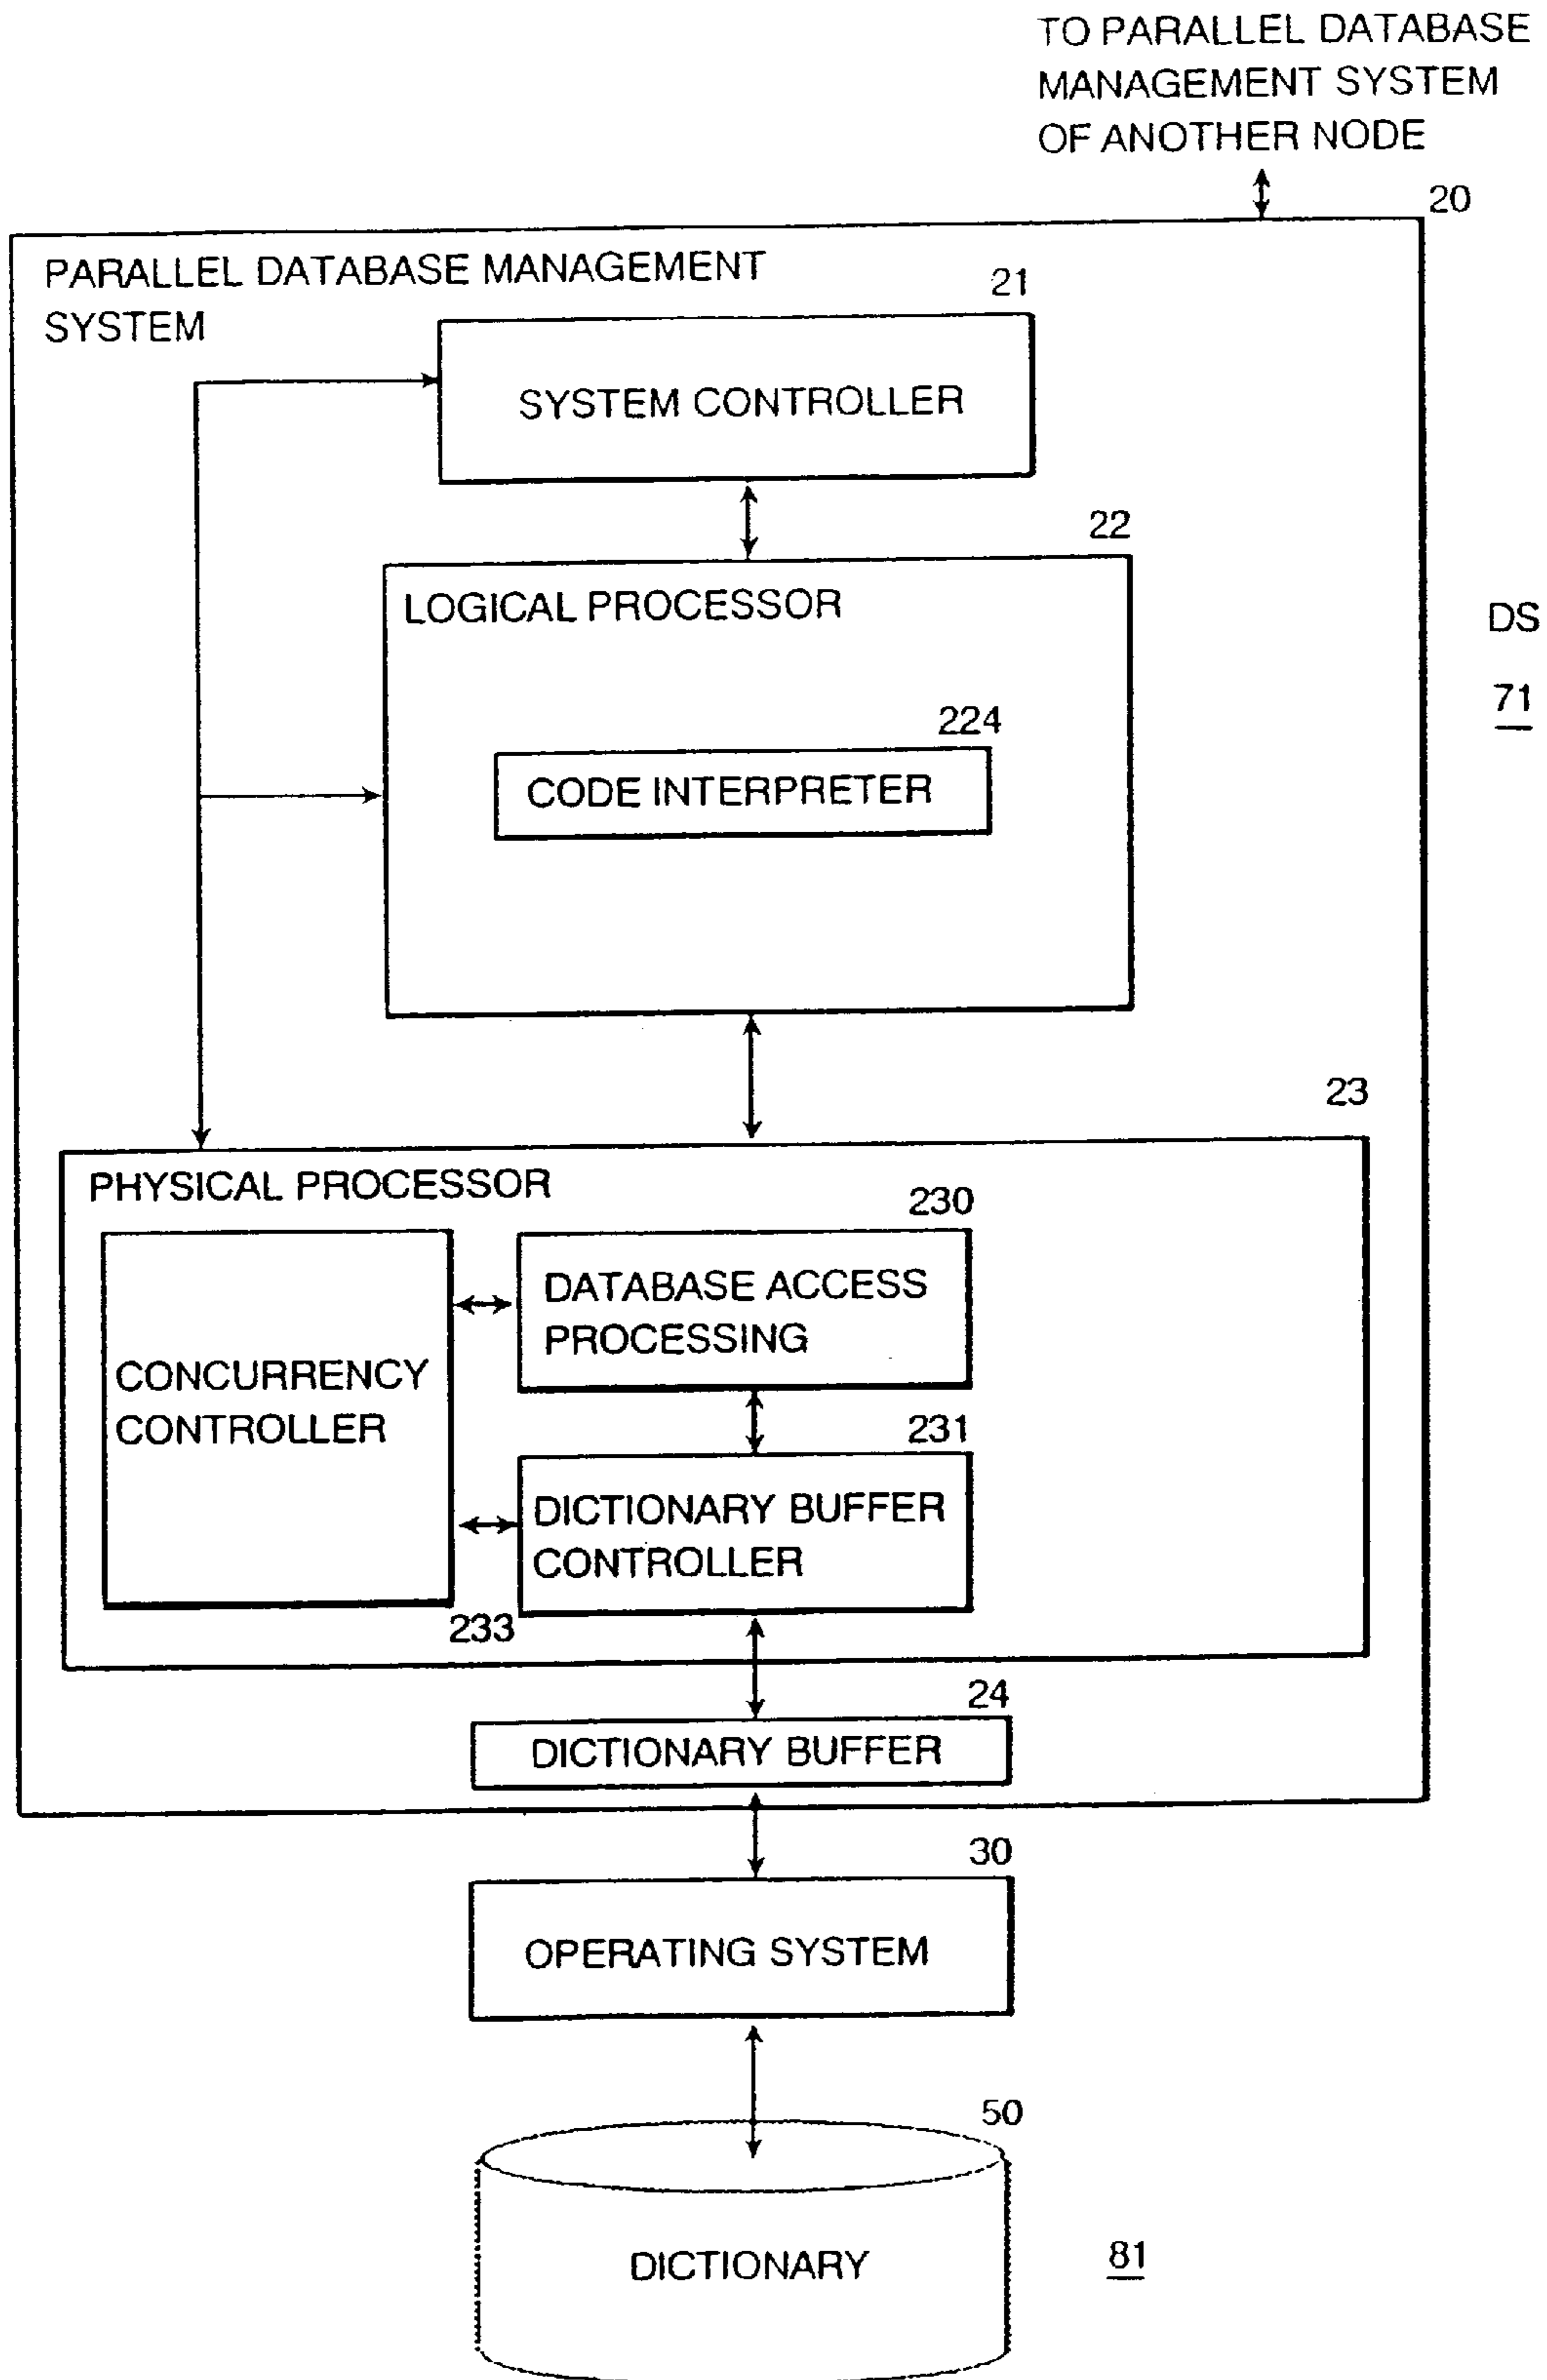 TO PARALLEL DATABASE
MANAGEMENT SYSTEM
OF ANOTHER NODE
20
PARALLEL DATABASE MANAGEMENT
SYSTEM
21
SYSTEM CONTROLLER
22
LOGICAL PROCESSOR
DS
71
224
CODE INTERPRETER
23
PHYSICAL PROCESSOR
230
DATABASE ACCESS
PROCESSING
CONCURRENCY
CONTROLLER
231
DICTIONARY BUFFER
CONTROLLER
233
24
DICTIONARY BUFFER
30
OPERATING SYSTEM
50
DICTIONARY
81